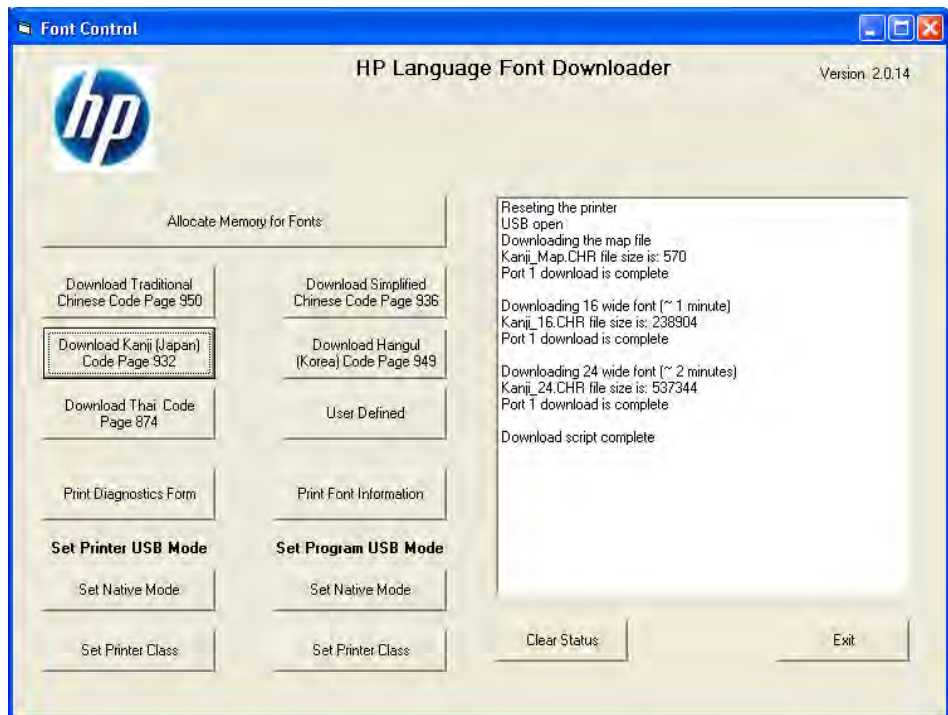 Font Control
hp
HP Language Font Downloader
Version 2.0.14
Allocate Memory for Fonts
Download Traditional
Chinese Code Page 950
Download Simplified
Chinese Code Page 936
Download Kanji (Japan)
Code Page 932
Download Hangul
(Korea) Code Page 949
Download Thai Code
Page 874
User Defined
Print Diagnostics Form
Print Font Information
Set Printer USB Mode
Set Program USB Mode
Set Native Mode
Set Native Mode
Set Printer Class
Set Printer Class
Reseting the printer
USB open
Downloading the map file
Kanji_Map.CHR file size is: 570
Port 1 download is complete
Downloading 16 wide font (~ 1 minute)
Kanji_16.CHR file size is: 238904
Port 1 download is complete
Downloading 24 wide font (~ 2 minutes)
Kanji_24.CHR file size is: 537344
Port 1 download is complete
Download script complete
Clear Status
Exit